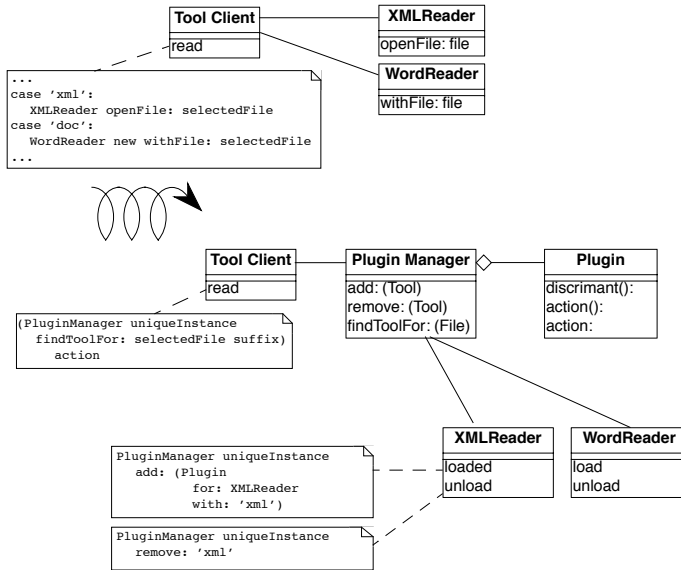 Tool Client
read
XMLReader
openFile: file
WordReader
withFile: file
...
case 'xml':
XMLReader openFile: selectedFile
case 'doc':
WordReader new withFile: selectedFile
...
Tool Client
read
Plugin Manager
add: (Tool)
remove: (Tool)
findToolFor: (File)
Plugin
discrimant():
action():
action:
(PluginManager uniqueInstance
findToolFor: selectedFile suffix)
action
XMLReader
loaded
unload
WordReader
load
unload
PluginManager uniqueInstance
add: (Plugin
for: XMLReader
with: 'xml')
PluginManager uniqueInstance
remove: 'xml'